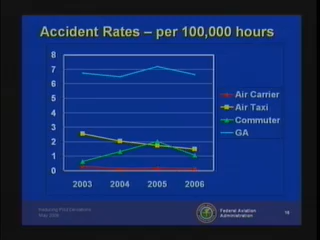 Accident Rates – per 100,000 hours
8
7
6
5
4
3
2
1
0
2003 2004 2005 2006
Air Carrier
Air Taxi
Commuter
GA
Federal Aviation
Administration